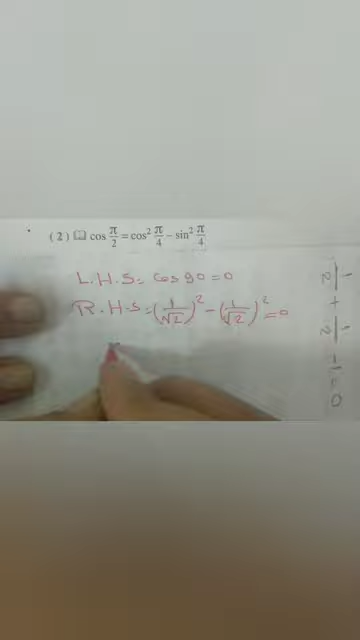 (2) 📖 cos π/2 = cos² π/4 − sin² π/4
L.H.S = cos 90 = 0
R.H.S = (1/√2)² − (1/√2)² = 0
1/2 + 1/2 − 1 = 0